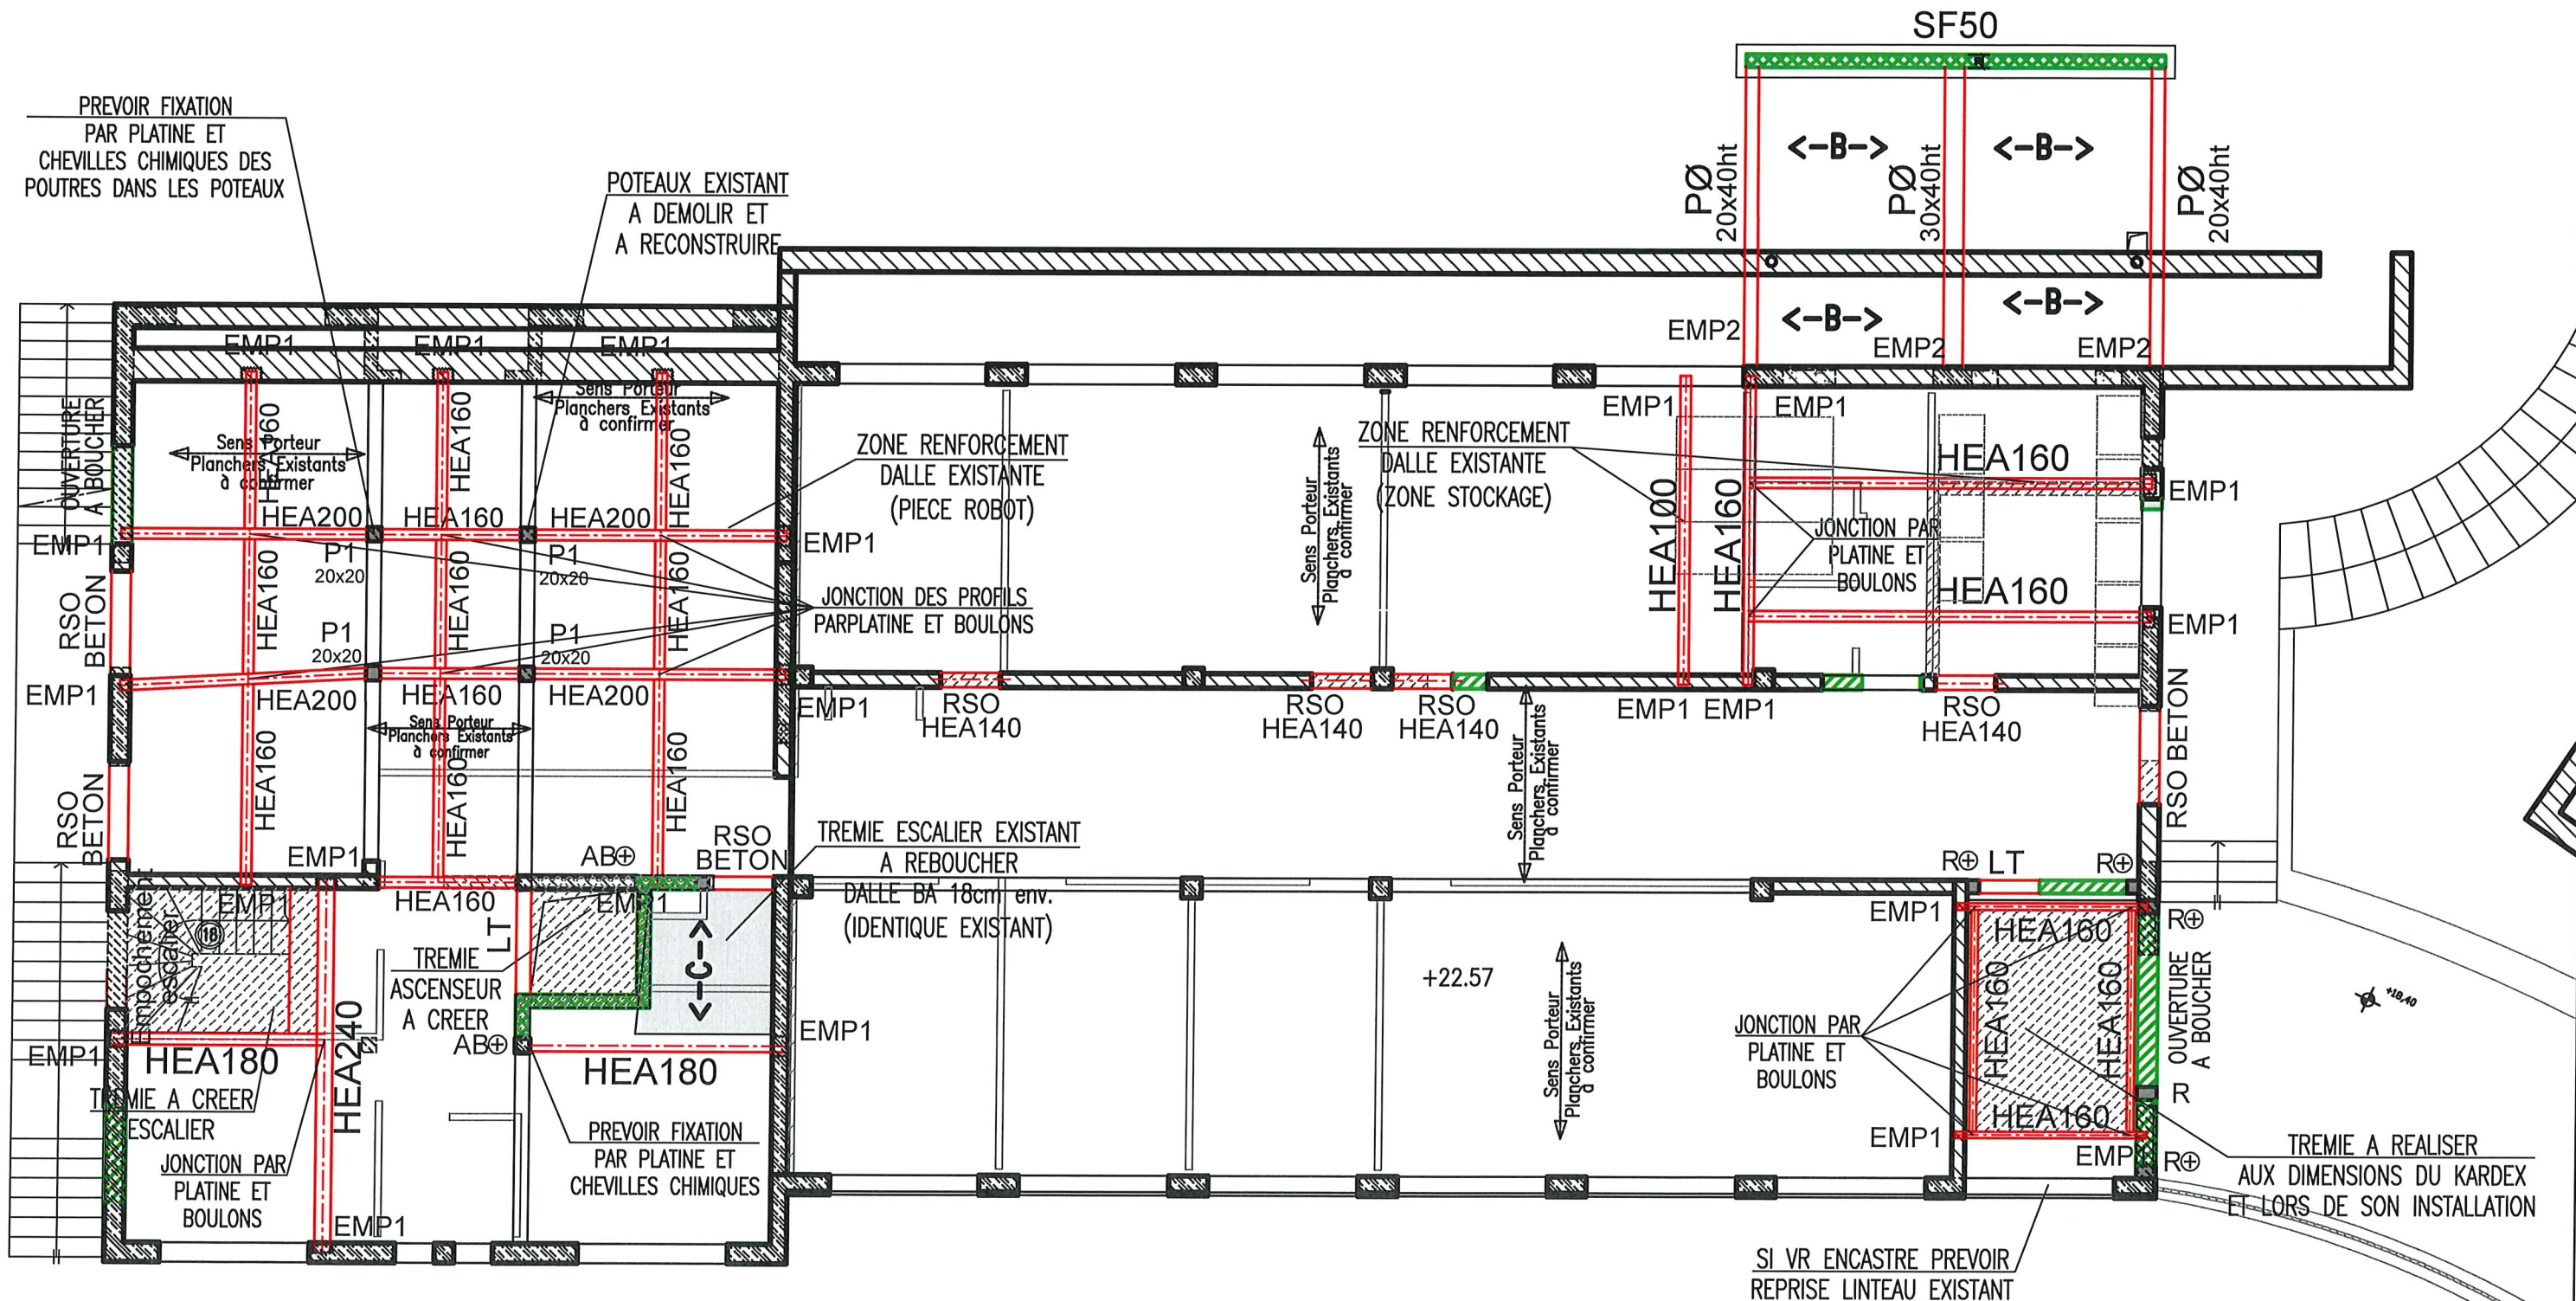 SF50
PREVOIR FIXATION
PAR PLATINE ET
CHEVILLES CHIMIQUES DES
POUTRES DANS LES POTEAUX
POTEAUX EXISTANT
A DEMOLIR ET
A RECONSTRUIRE
PØ
20x40ht
<-B->
PØ
30x40ht
<-B->
PØ
20x40ht
<-B->
<-B->
EMP2
EMP2
EMP2
EMP1
EMP1
EMP1
OUVERTURE
A BOUCHER
Sens Porteur
Planchers Existants
à confirmer
Sens Porteur
Planchers Existants
à confirmer
HEA160
HEA160
HEA160
ZONE RENFORCEMENT
DALLE EXISTANTE
(PIECE ROBOT)
Sens Porteur
Planchers Existants
à confirmer
ZONE RENFORCEMENT
DALLE EXISTANTE
(ZONE STOCKAGE)
EMP1
EMP1
HEA160
EMP1
HEA100
HEA160
JONCTION PAR
PLATINE ET
BOULONS
HEA160
EMP1
HEA200
HEA160
HEA200
EMP1
EMP1
P1
20x20
P1
20x20
HEA160
HEA160
HEA160
JONCTION DES PROFILS
PARPLATINE ET BOULONS
RSO
BETON
P1
20x20
P1
20x20
EMP1
HEA200
HEA160
HEA200
EMP1
RSO
HEA140
RSO
HEA140
RSO
HEA140
EMP1
EMP1
RSO
HEA140
RSO BETON
Sens Porteur
Planchers Existants
à confirmer
HEA160
HEA160
HEA160
Sens Porteur
Planchers Existants
à confirmer
RSO
BETON
EMP1
AB
RSO
BETON
TREMIE ESCALIER EXISTANT
A REBOUCHER
DALLE BA 18cm env.
(IDENTIQUE EXISTANT)
R
LT
R
Empochement
escalier
18
EMP1
HEA160
LT
EMP1
TREMIE
ASCENSEUR
A CREER
<-C->
AB
EMP1
EMP1
HEA180
HEA240
HEA180
TREMIE A CREER
ESCALIER
JONCTION PAR
PLATINE ET
BOULONS
EMP1
PREVOIR FIXATION
PAR PLATINE ET
CHEVILLES CHIMIQUES
+22.57
Sens Porteur
Planchers Existants
à confirmer
EMP1
HEA160
R
HEA160
HEA160
OUVERTURE
A BOUCHER
+18,40
JONCTION PAR
PLATINE ET
BOULONS
R
EMP1
HEA160
R
TREMIE A REALISER
AUX DIMENSIONS DU KARDEX
ET LORS DE SON INSTALLATION
SI VR ENCASTRE PREVOIR
REPRISE LINTEAU EXISTANT